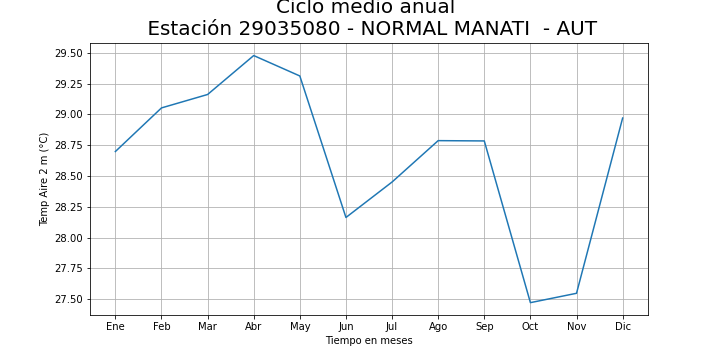 Ciclo medio anual
Estación 29035080 - NORMAL MANATI - AUT
29.50
29.25
29.00
28.75
28.50
28.25
28.00
27.75
27.50
Temp Aire 2 m (°C)
Ene Feb Mar Abr May Jun Jul Ago Sep Oct Nov Dic
Tiempo en meses